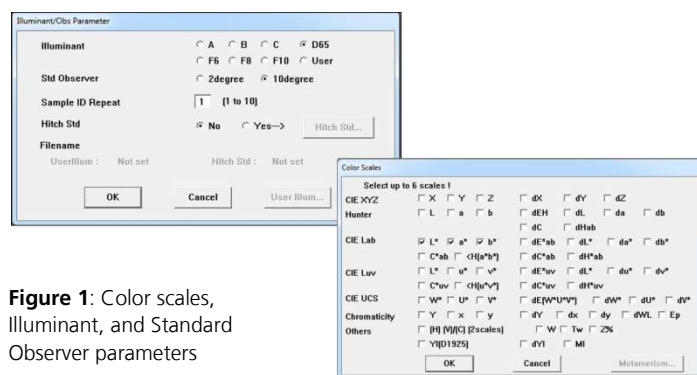 Illuminant/Obs Parameter
Illuminant A B C D65
F6 F8 F10 User
Std Observer 2degree 10degree
Sample ID Repeat 1 (1 to 10)
Hitch Std No Yes—> Hitch Std...
Filename
UserIllum : Not set Hitch Std : Not set
OK Cancel User Illum...
Color Scales
Select up to 6 scales !
CIE XYZ X Y Z dX dY dZ
Hunter L a b dEH dL da db
dC dHab
CIE Lab L* a* b* dE*ab dL* da* db*
C*ab <H(a*b*) dC*ab dH*ab
CIE Luv L* u* v* dE*uv dL* du* dv*
C*uv <H(u*v*) dC*uv dH*uv
CIE UCS W* U* V* dE(W*U*V*) dW* dU* dV*
Chromaticity Y x y dY dx dy dWL Ep
Others (H) (V)/(C) (2scales) W Tw Z%
YI(D1925) dYI MI
OK Cancel Metamerism...
Figure 1: Color scales,
Illuminant, and Standard
Observer parameters